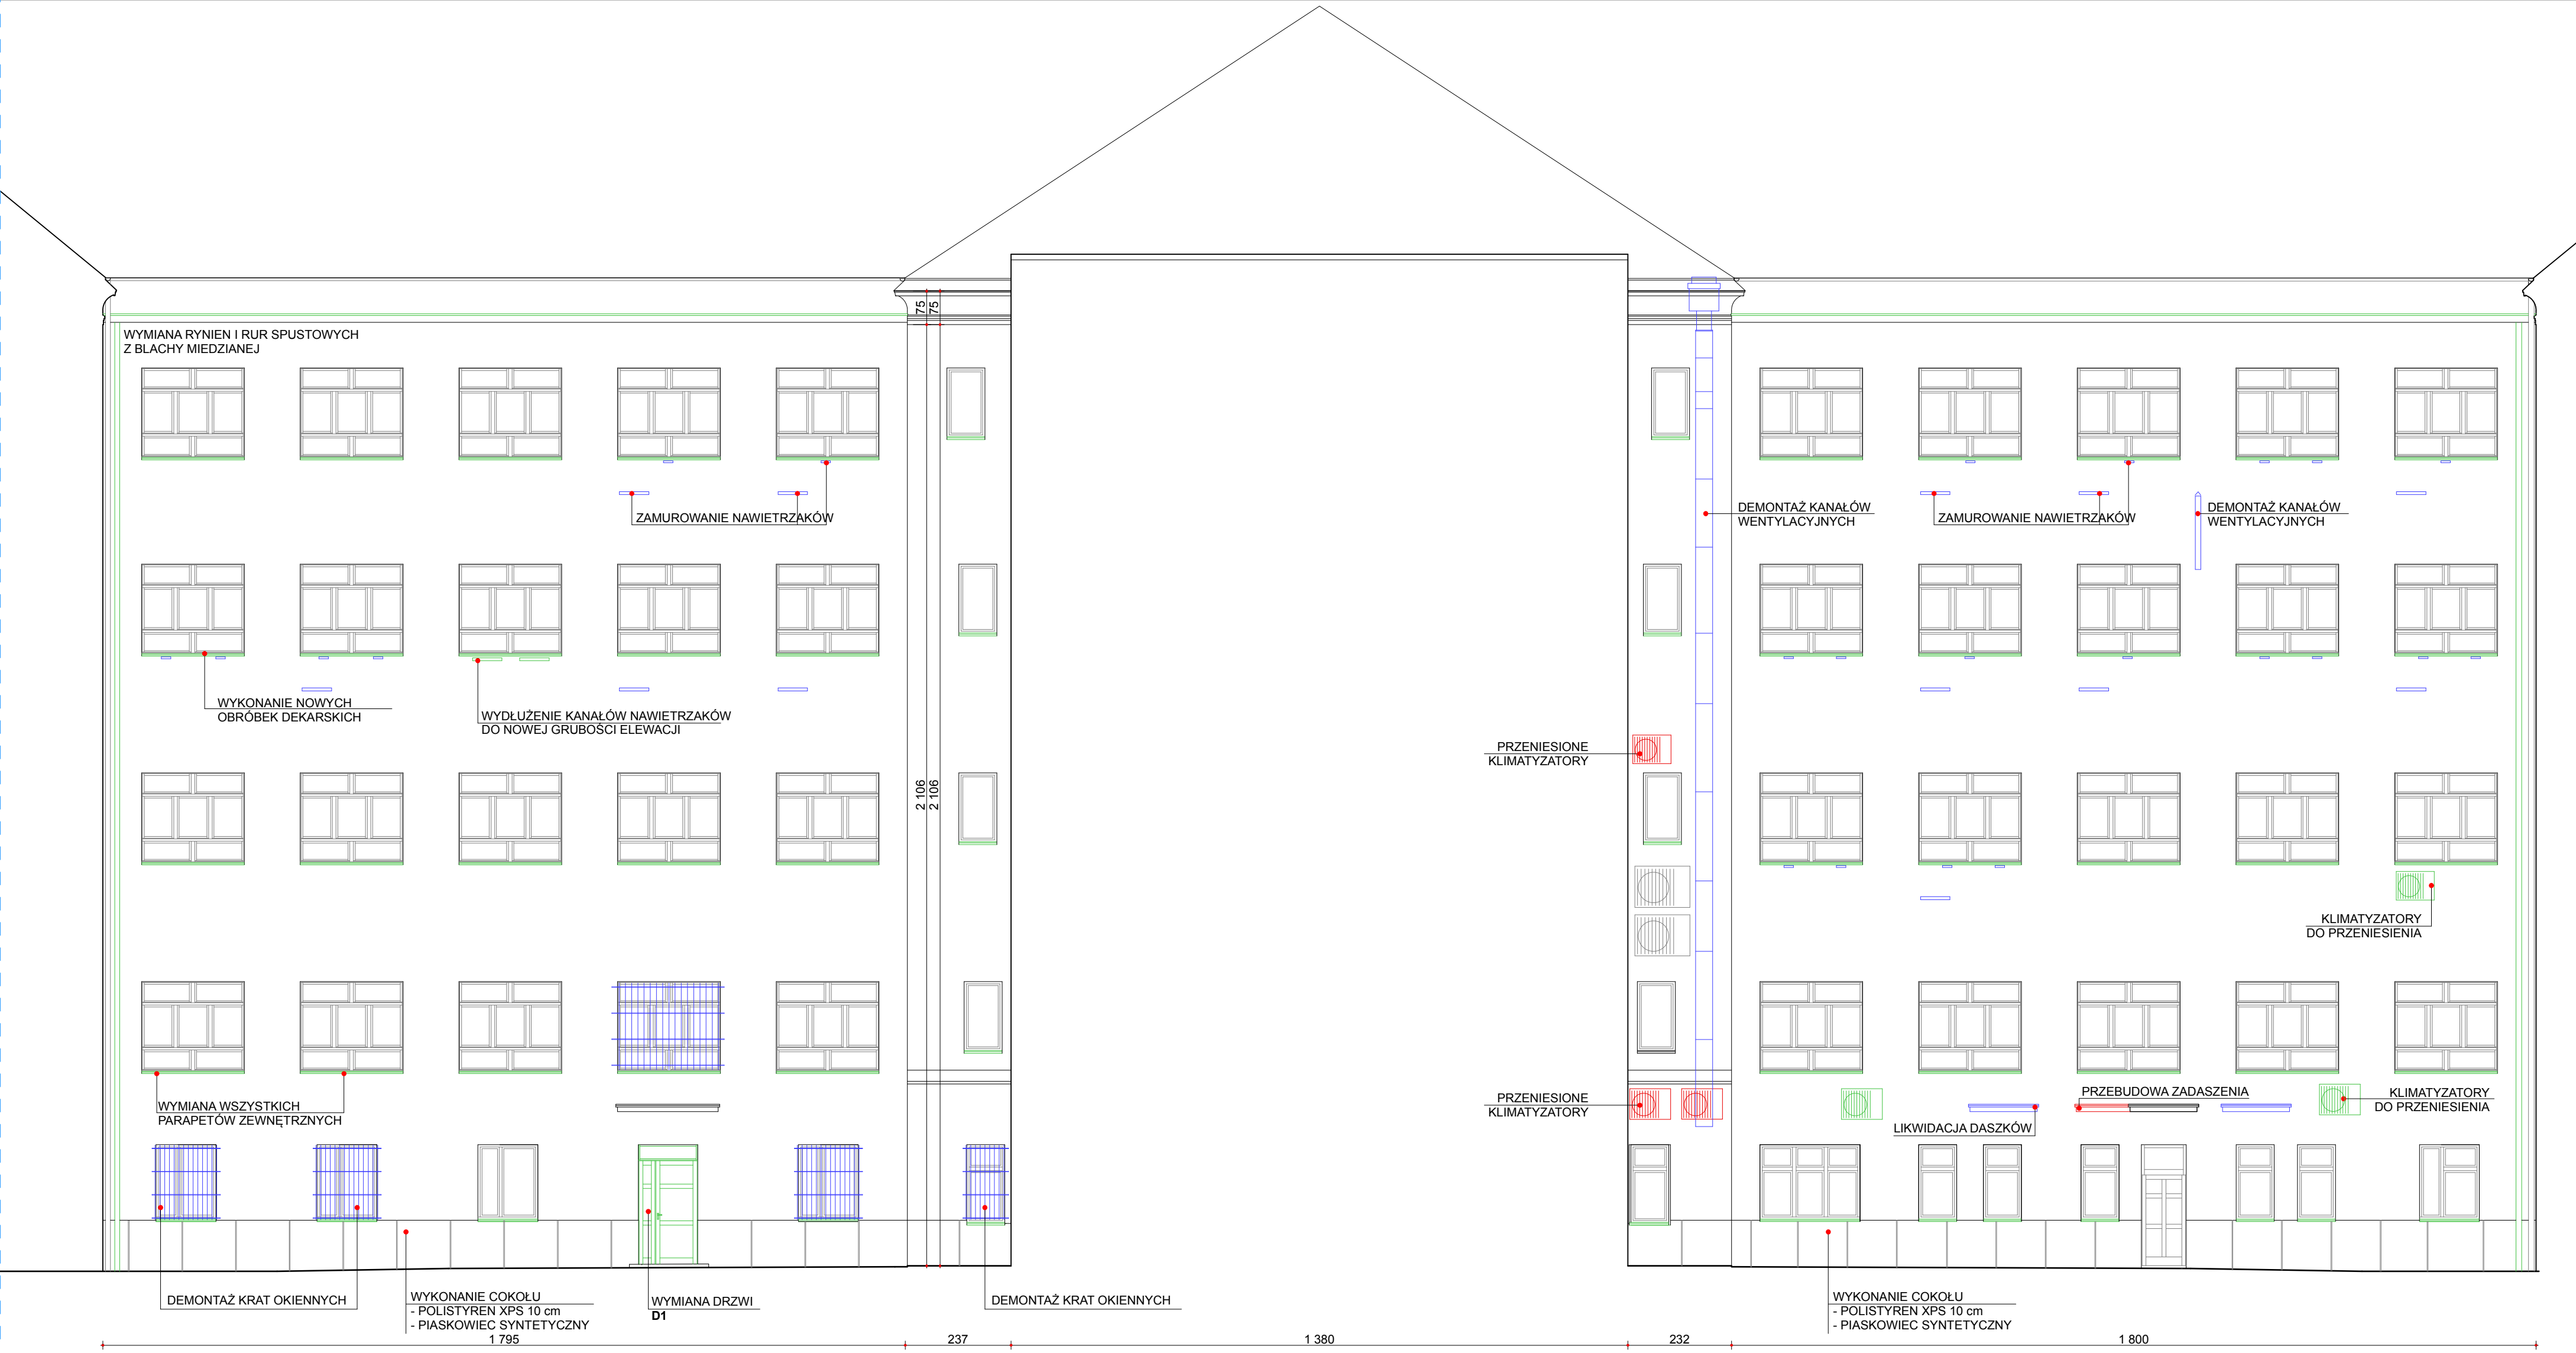 75
75
WYMIANA RYNIEN I RUR SPUSTOWYCH
Z BLACHY MIEDZIANEJ
ZAMUROWANIE NAWIETRZAKÓW
DEMONTAŻ KANAŁÓW
WENTYLACYJNYCH
ZAMUROWANIE NAWIETRZAKÓW
DEMONTAŻ KANAŁÓW
WENTYLACYJNYCH
WYKONANIE NOWYCH
OBRÓBEK DEKARSKICH
WYDŁUŻENIE KANAŁÓW NAWIETRZAKÓW
DO NOWEJ GRUBOŚCI ELEWACJI
2 106
2 106
PRZENIESIONE
KLIMATYZATORY
KLIMATYZATORY
DO PRZENIESIENIA
WYMIANA WSZYSTKICH
PARAPETÓW ZEWNĘTRZNYCH
PRZENIESIONE
KLIMATYZATORY
PRZEBUDOWA ZADASZENIA
LIKWIDACJA DASZKÓW
KLIMATYZATORY
DO PRZENIESIENIA
DEMONTAŻ KRAT OKIENNYCH
WYKONANIE COKOŁU
- POLISTYREN XPS 10 cm
- PIASKOWIEC SYNTETYCZNY
WYMIANA DRZWI
D1
DEMONTAŻ KRAT OKIENNYCH
WYKONANIE COKOŁU
- POLISTYREN XPS 10 cm
- PIASKOWIEC SYNTETYCZNY
1 795
237
1 380
232
1 800